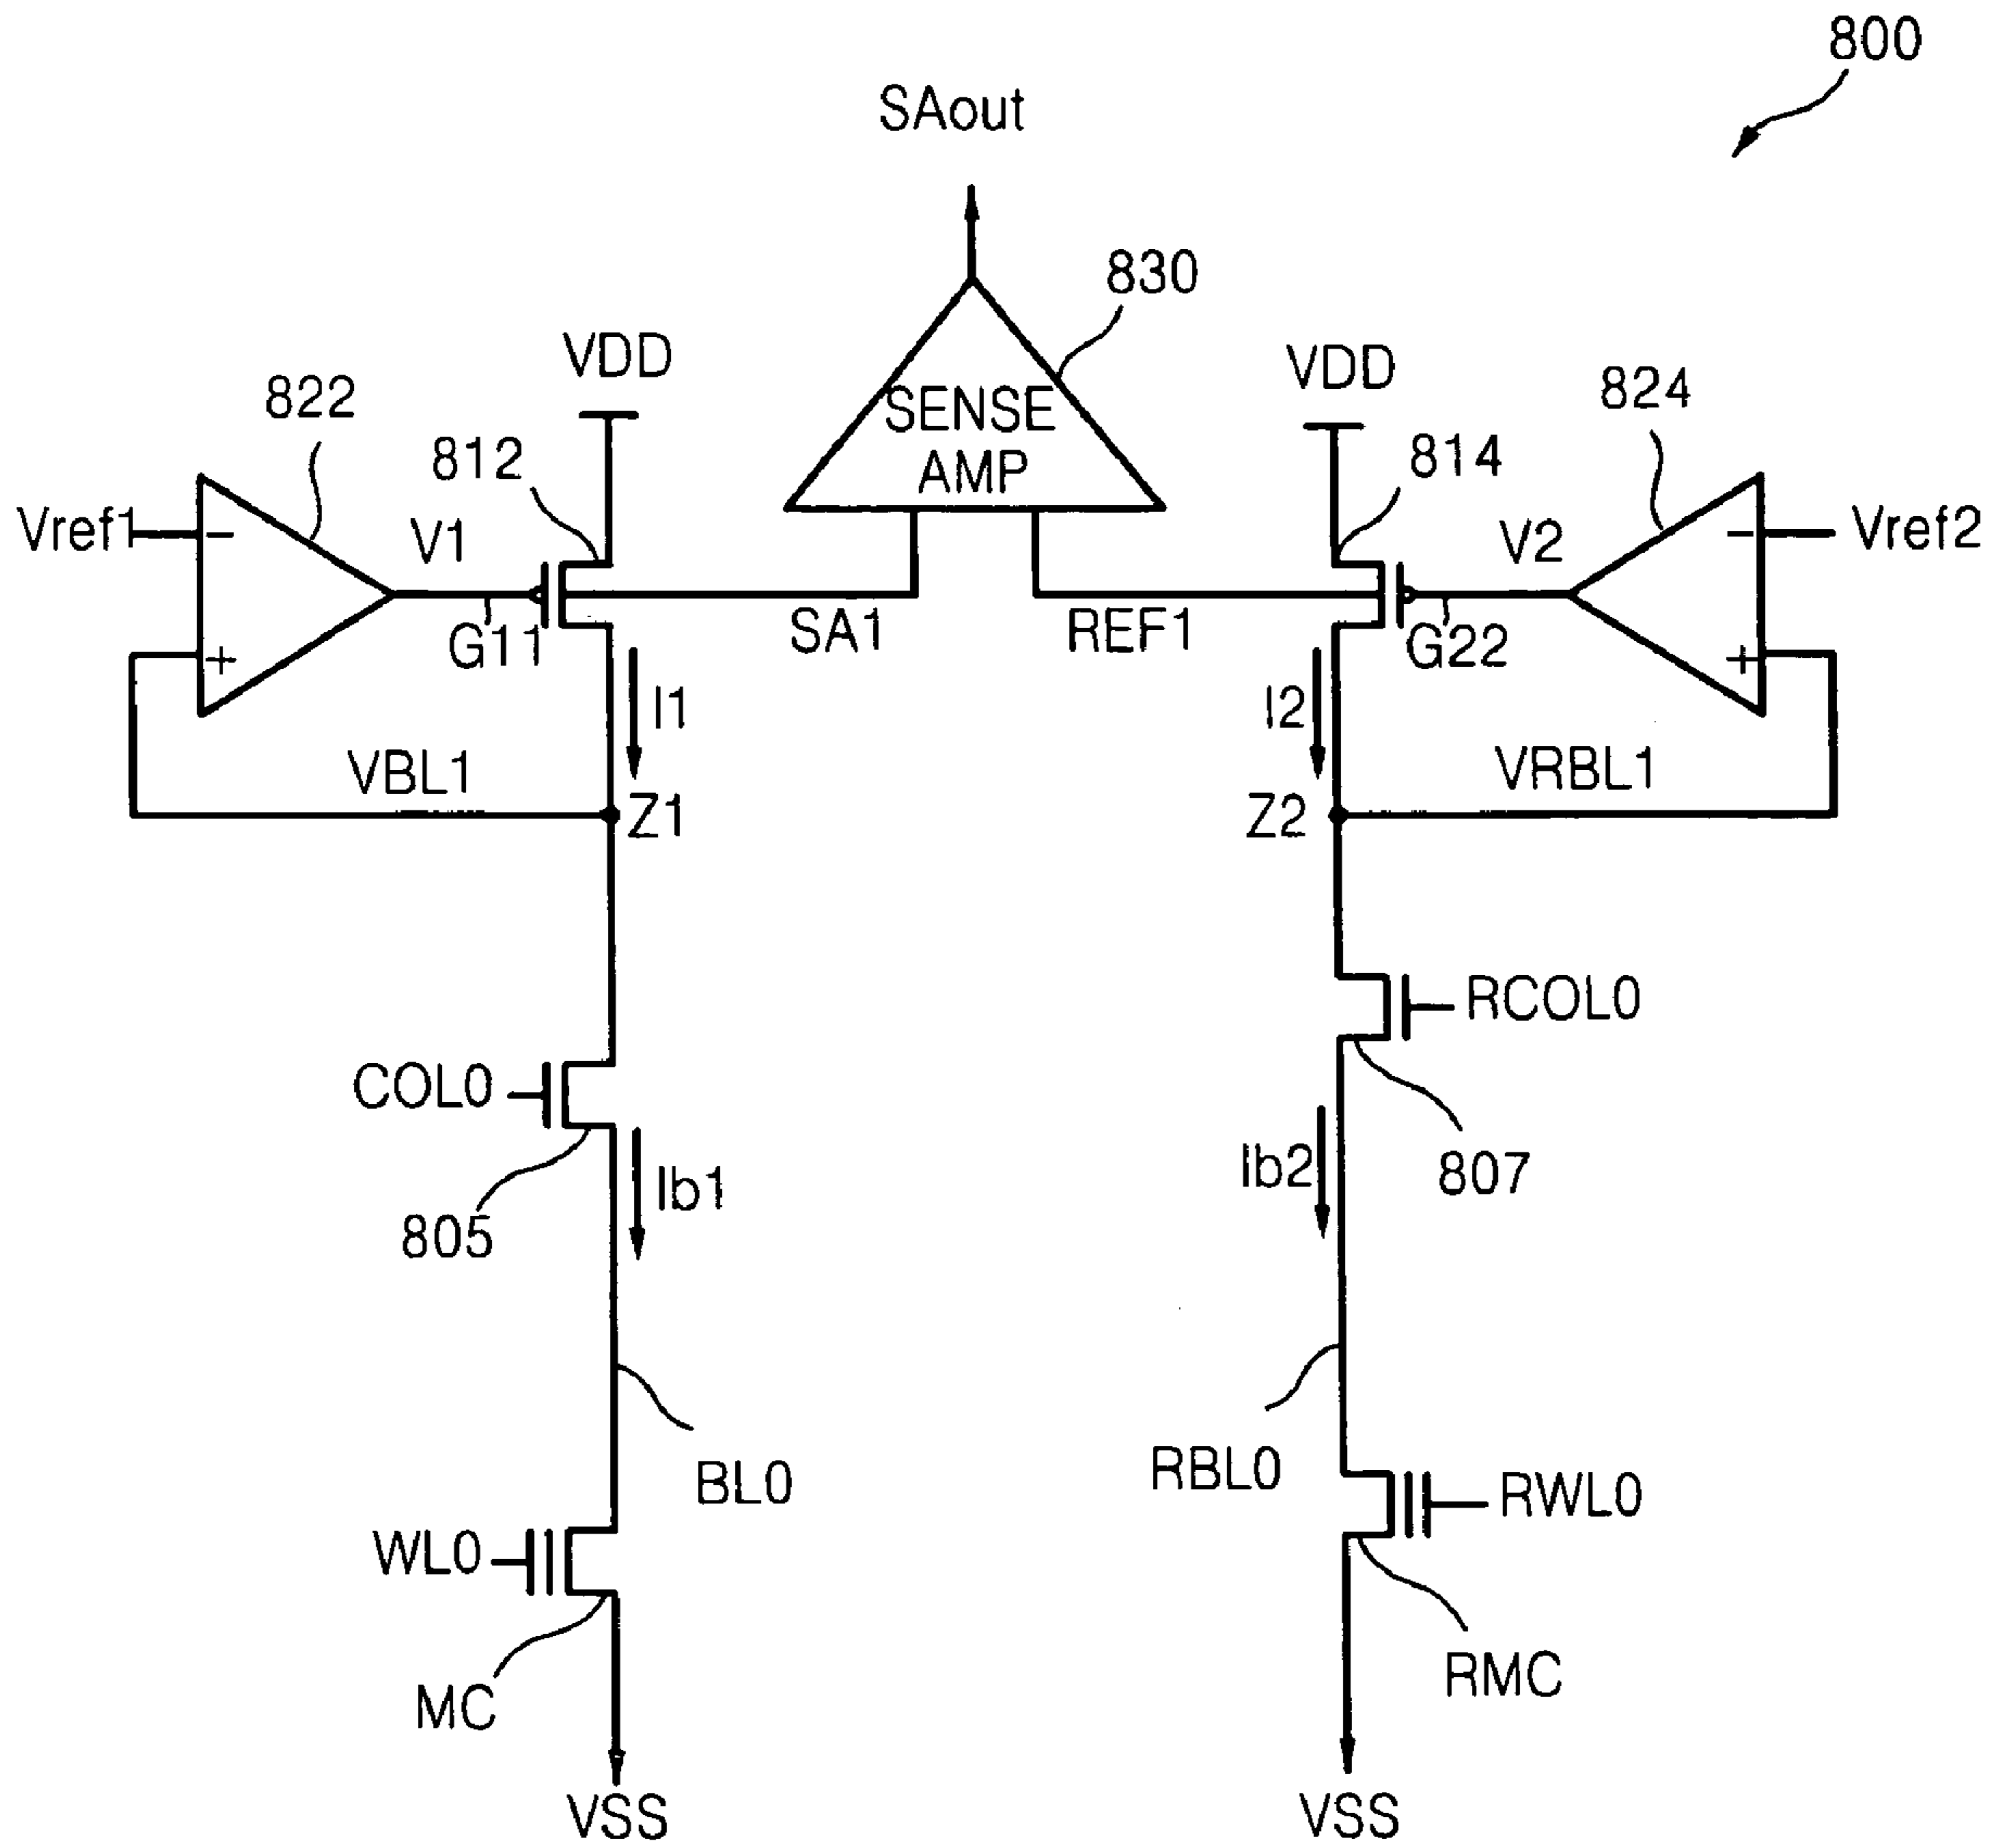 800
SAout
830
VDD
VDD
822
824
812
814
SENSE
AMP
Vref1
−
V1
V2
−
Vref2
G11
SA1
REF1
G22
+
+
I1
I2
VBL1
VRBL1
Z1
Z2
RCOL0
COL0
Ib1
Ib2
807
805
BL0
RBL0
RWL0
WL0
MC
RMC
VSS
VSS